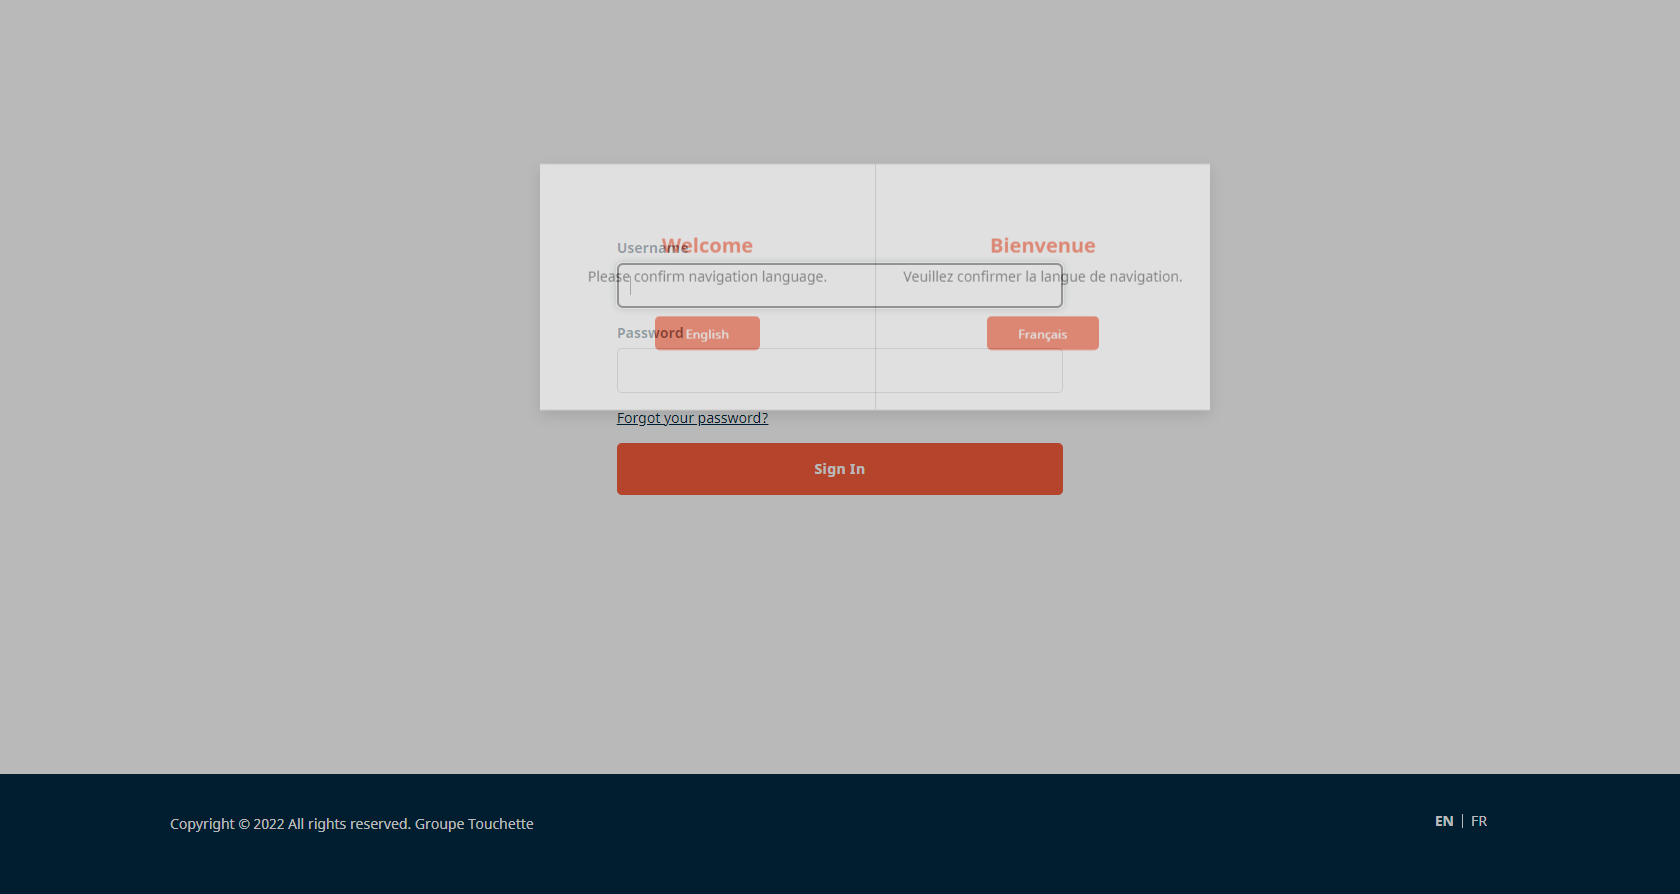 Welcome
Bienvenue
Username
Please confirm navigation language.
Veuillez confirmer la langue de navigation.
Password
English
Français
Forgot your password?
Sign In
Copyright © 2022 All rights reserved. Groupe Touchette
EN | FR